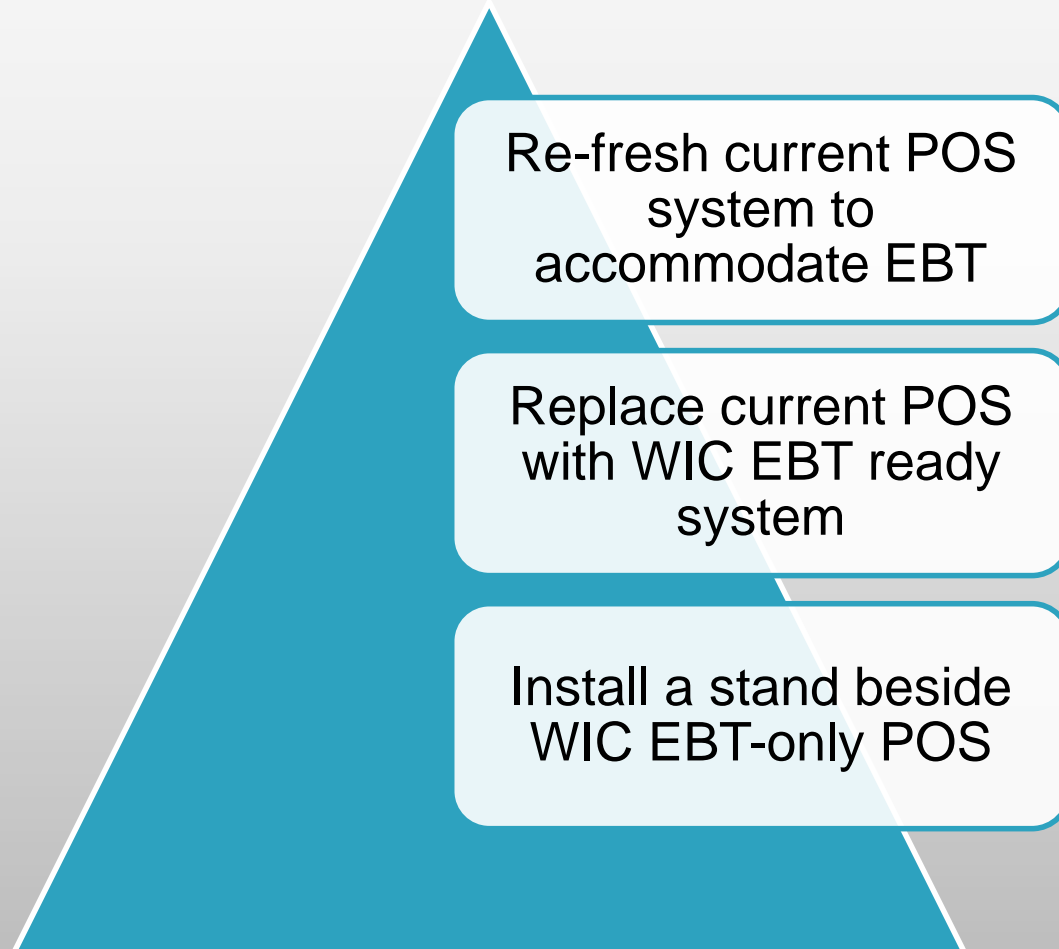 Re-fresh current POS
system to
accommodate EBT
Replace current POS
with WIC EBT ready
system
Install a stand beside
WIC EBT-only POS